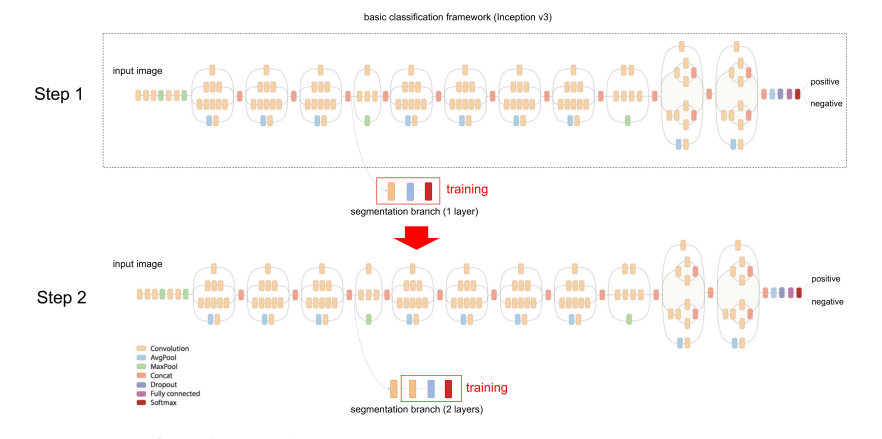 basic classification framework (Inception v3)
input image
Step 1
positive
negative
training
segmentation branch (1 layer)
input image
Step 2
positive
negative
Convolution
AvgPool
MaxPool
Concat
Dropout
Fully connected
Softmax
training
segmentation branch (2 layers)